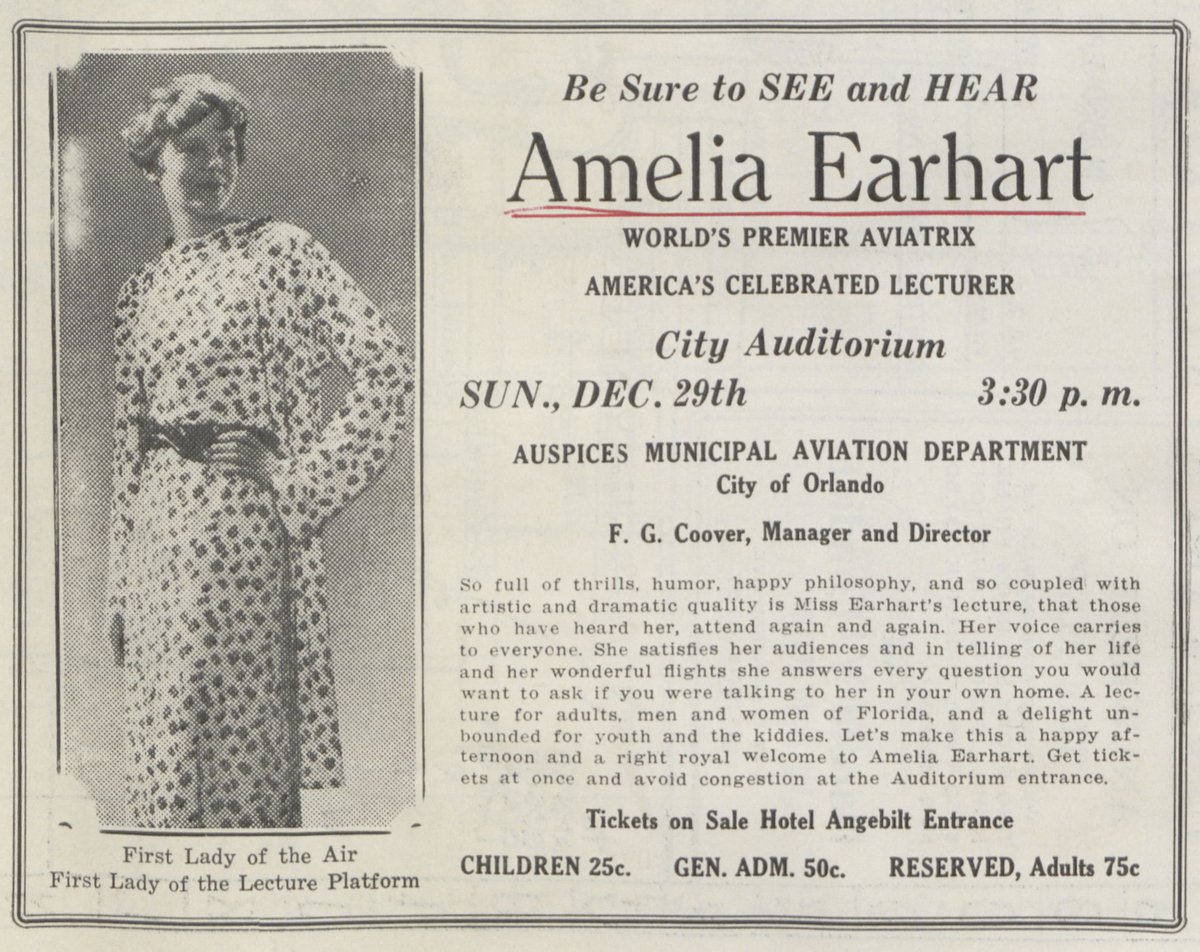 Be Sure to SEE and HEAR
Amelia Earhart
WORLD'S PREMIER AVIATRIX
AMERICA'S CELEBRATED LECTURER
City Auditorium
SUN., DEC. 29th 3:30 p. m.
AUSPICES MUNICIPAL AVIATION DEPARTMENT
City of Orlando
F. G. Coover, Manager and Director
So full of thrills, humor, happy philosophy, and so coupled with
artistic and dramatic quality is Miss Earhart's lecture, that those
who have heard her, attend again and again. Her voice carries
to everyone. She satisfies her audiences and in telling of her life
and her wonderful flights she answers every question you would
want to ask if you were talking to her in your own home. A lec-
ture for adults, men and women of Florida, and a delight un-
bounded for youth and the kiddies. Let's make this a happy af-
ternoon and a right royal welcome to Amelia Earhart. Get tick-
ets at once and avoid congestion at the Auditorium entrance.
Tickets on Sale Hotel Angebilt Entrance
CHILDREN 25c. GEN. ADM. 50c. RESERVED, Adults 75c
First Lady of the Air
First Lady of the Lecture Platform